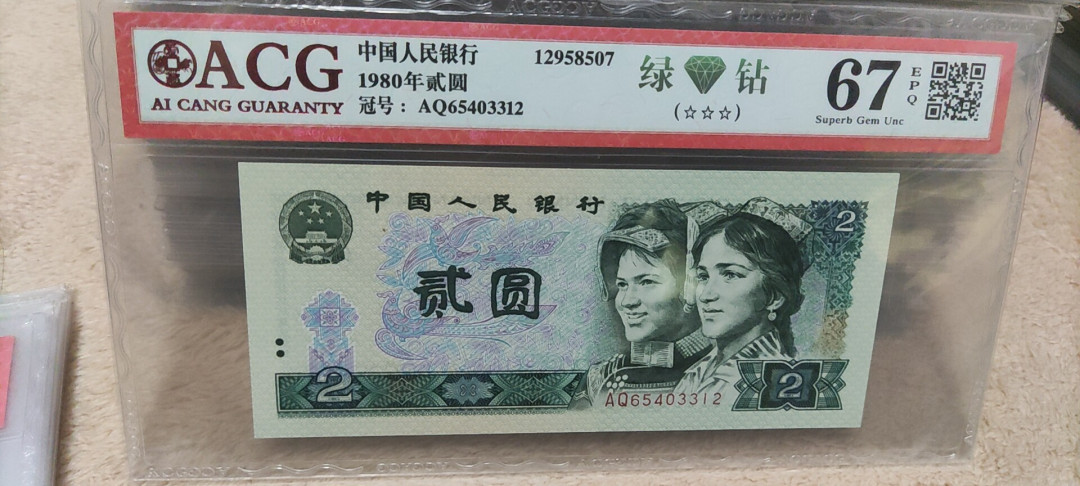 ACG
AI CANG GUARANTY
中国人民银行
1980年贰圆
冠号：AQ65403312
12958507
绿钻
(☆☆☆)
67
EPQ
Superb Gem Unc
中国人民银行
2
贰圆
2
AQ65403312
2